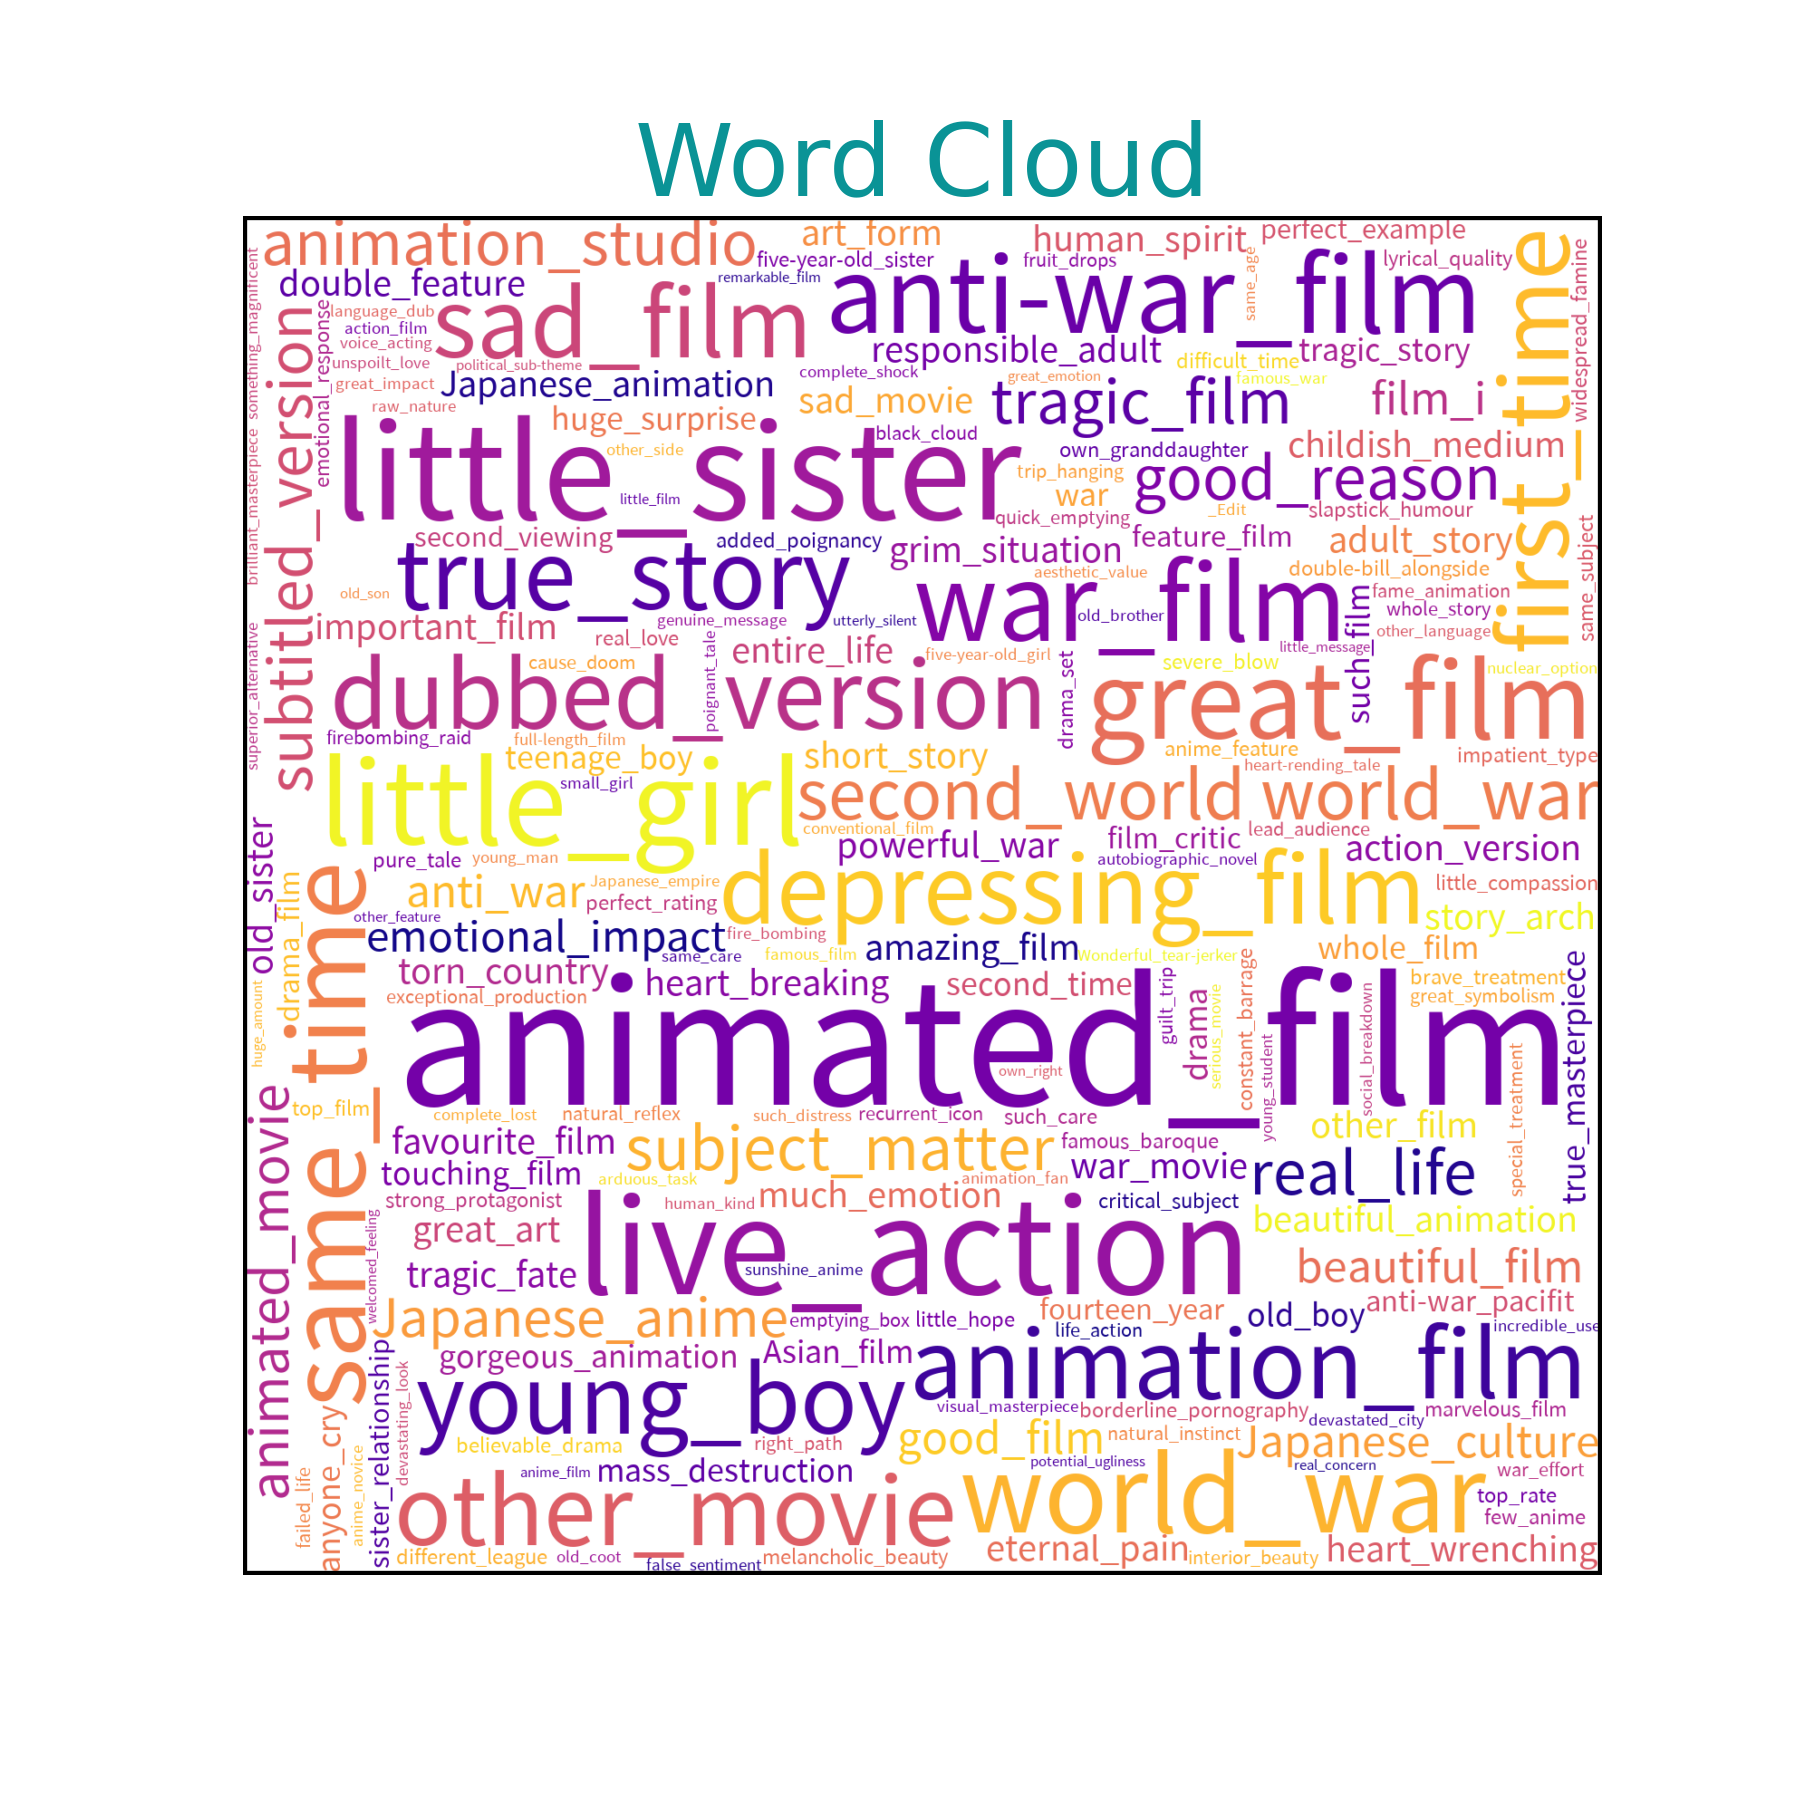 Word Cloud
animation_studio
art_form
human_spirit
perfect_example
five-year-old_sister
fruit_drops
lyrical_quality
double_feature
remarkable_film
anti-war_film
same_age
first_time
widespread_famine
something_magnificent
subtitled_version
emotional_response
language_dub
action_film
voice_acting
sad_film
responsible_adult
tragic_story
unspoilt_love
political_sub-theme
difficult_time
great_impact
Japanese_animation
complete_shock
great_emotion
famous_war
raw_nature
huge_surprise
sad_movie
tragic_film
film_i
little_sister
black_cloud
other_side
own_granddaughter
childish_medium
trip_hanging
good_reason
brilliant_masterpiece
little_film
war
_Edit
slapstick_humour
quick_emptying
second_viewing
added_poignancy
grim_situation
feature_film
adult_story
same_subject
true_story
aesthetic_value
double-bill_alongside
war_film
old_son
fame_animation
whole_story
such_film
important_film
genuine_message
utterly_silent
old_brother
other_language
real_love
poignant_tale
entire_life
little_message
superior_alternative
cause_doom
five-year-old_girl
drama_set
severe_blow
nuclear_option
dubbed_version
great_film
firebombing_raid
full-length_film
teenage_boy
short_story
anime_feature
impatient_type
heart-rending_tale
little_girl
small_girl
second_world
world_war
old_sister
conventional_film
powerful_war
film_critic
lead_audience
action_version
pure_tale
young_man
autobiographic_novel
drama_film
anti_war
Japanese_empire
depressing_film
little_compassion
perfect_rating
other_feature
story_arch
emotional_impact
fire_bombing
same_care
famous_film
amazing_film
Wonderful_tear-jerker
whole_film
same_time
torn_country
heart_breaking
second_time
guilt_trip
constant_barrage
brave_treatment
great_symbolism
true_masterpiece
huge_amount
exceptional_production
animated_film
drama
serious_movie
social_breakdown
young_student
special_treatment
own_right
animated_movie
top_film
complete_lost
natural_reflex
such_distress
recurrent_icon
such_care
other_film
favourite_film
subject_matter
famous_baroque
touching_film
arduous_task
animation_fan
war_movie
real_life
strong_protagonist
human_kind
much_emotion
critical_subject
welcomed_feeling
great_art
live_action
beautiful_animation
tragic_fate
sunshine_anime
beautiful_film
Japanese_anime
emptying_box
little_hope
fourteen_year
old_boy
anti-war_pacifit
life_action
incredible_use
sister_relationship
gorgeous_animation
Asian_film
animation_film
devastating_look
young_boy
visual_masterpiece
borderline_pornography
devastated_city
marvelous_film
anyone_cry
believable_drama
right_path
good_film
natural_instinct
Japanese_culture
failed_life
anime_novice
anime_film
mass_destruction
potential_ugliness
real_concern
war_effort
other_movie
world_war
top_rate
few_anime
different_league
old_coot
false_sentiment
melancholic_beauty
eternal_pain
interior_beauty
heart_wrenching